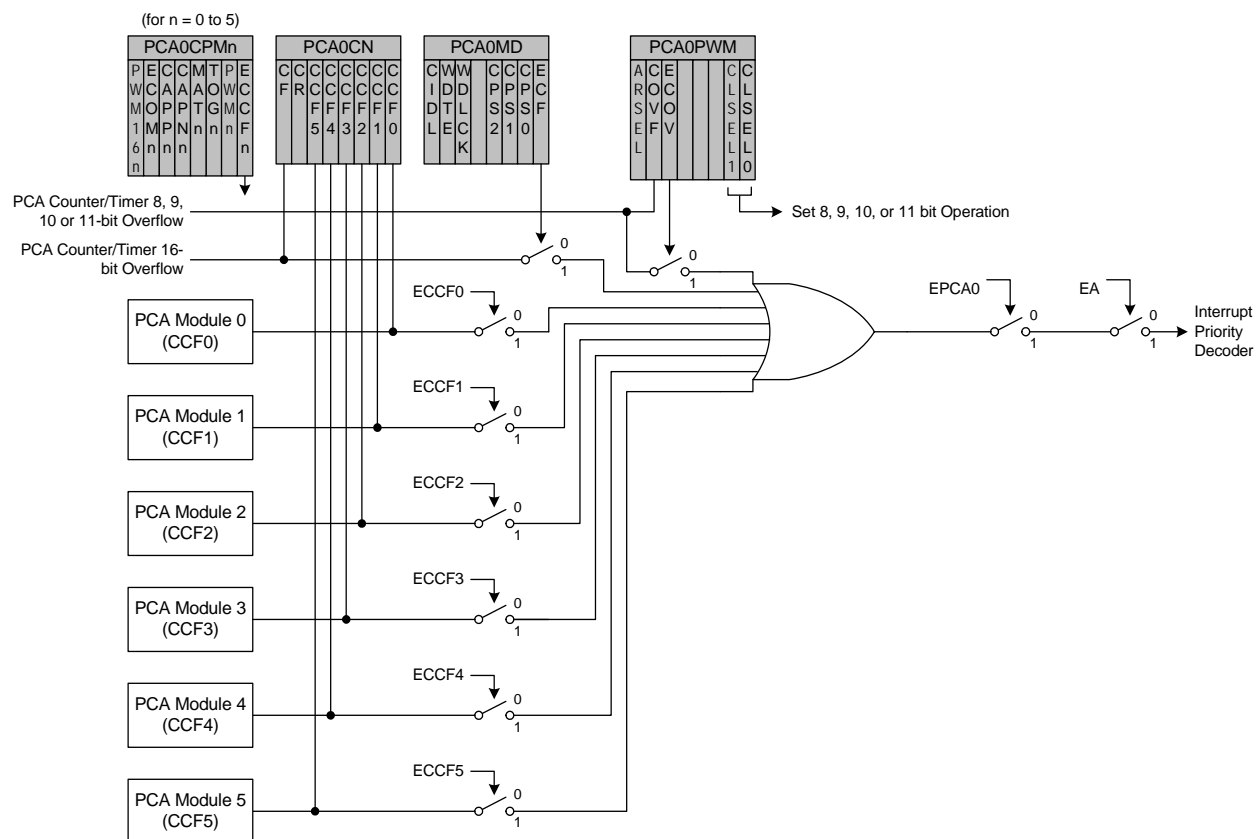 (for n = 0 to 5)
PCA0CPMn
PWM16n
ECOMn
CAPPn
CAPNn
MATn
TOGn
PWMn
ECCFn
PCA0CN
CF
CR
CCF5
CCF4
CCF3
CCF2
CCF1
CCF0
PCA0MD
CIDL
WDTE
WDLCK
CPS2
CPS1
CPS0
ECF
PCA0PWM
ARSEL
COVF
ECOV
CLSEL1
CLSEL0
PCA Counter/Timer 8, 9,
10 or 11-bit Overflow
Set 8, 9, 10, or 11 bit Operation
PCA Counter/Timer 16-
bit Overflow
0
1
0
1
PCA Module 0
(CCF0)
ECCF0
0
1
EPCA0
0
1
EA
0
1
Interrupt
Priority
Decoder
PCA Module 1
(CCF1)
ECCF1
0
1
PCA Module 2
(CCF2)
ECCF2
0
1
PCA Module 3
(CCF3)
ECCF3
0
1
PCA Module 4
(CCF4)
ECCF4
0
1
PCA Module 5
(CCF5)
ECCF5
0
1